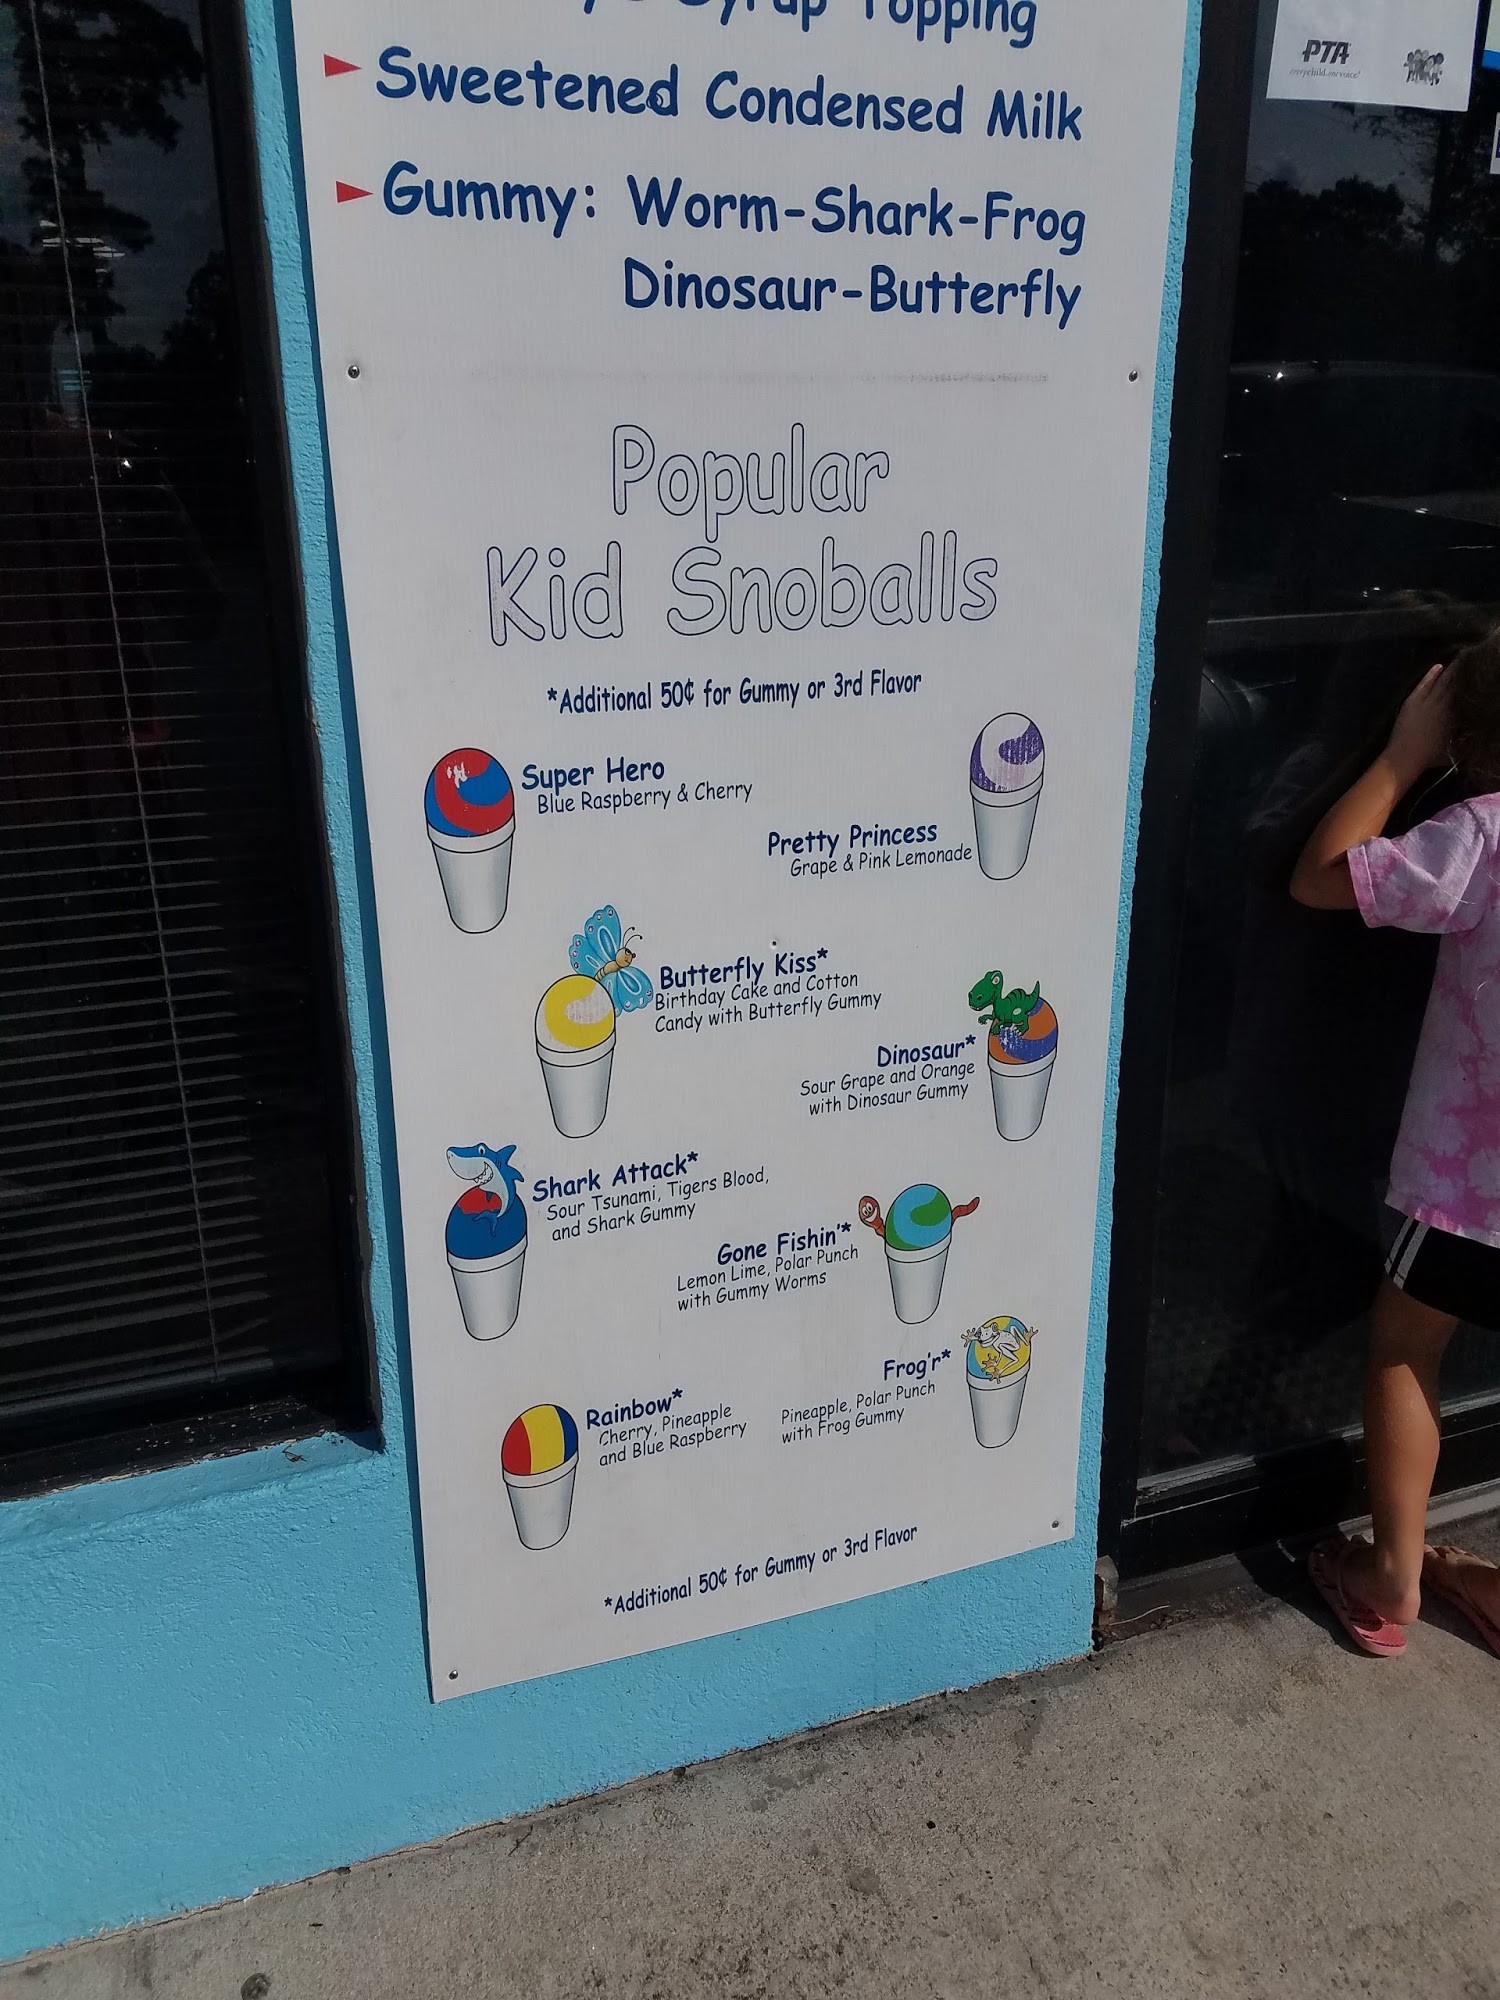 Syrup Topping
Sweetened Condensed Milk
Gummy: Worm-Shark-Frog
Dinosaur-Butterfly
Popular
Kid Snoballs
*Additional 50¢ for Gummy or 3rd Flavor
Super Hero
Blue Raspberry & Cherry
Pretty Princess
Grape & Pink Lemonade
Butterfly Kiss*
Birthday Cake and Cotton
Candy with Butterfly Gummy
Dinosaur*
Sour Grape and Orange
with Dinosaur Gummy
Shark Attack*
Sour Tsunami, Tigers Blood,
and Shark Gummy
Gone Fishin'*
Lemon Lime, Polar Punch
with Gummy Worms
Frog'r*
Pineapple, Polar Punch
with Frog Gummy
Rainbow*
Cherry, Pineapple
and Blue Raspberry
*Additional 50¢ for Gummy or 3rd Flavor
PTA
everychild.onevoice.